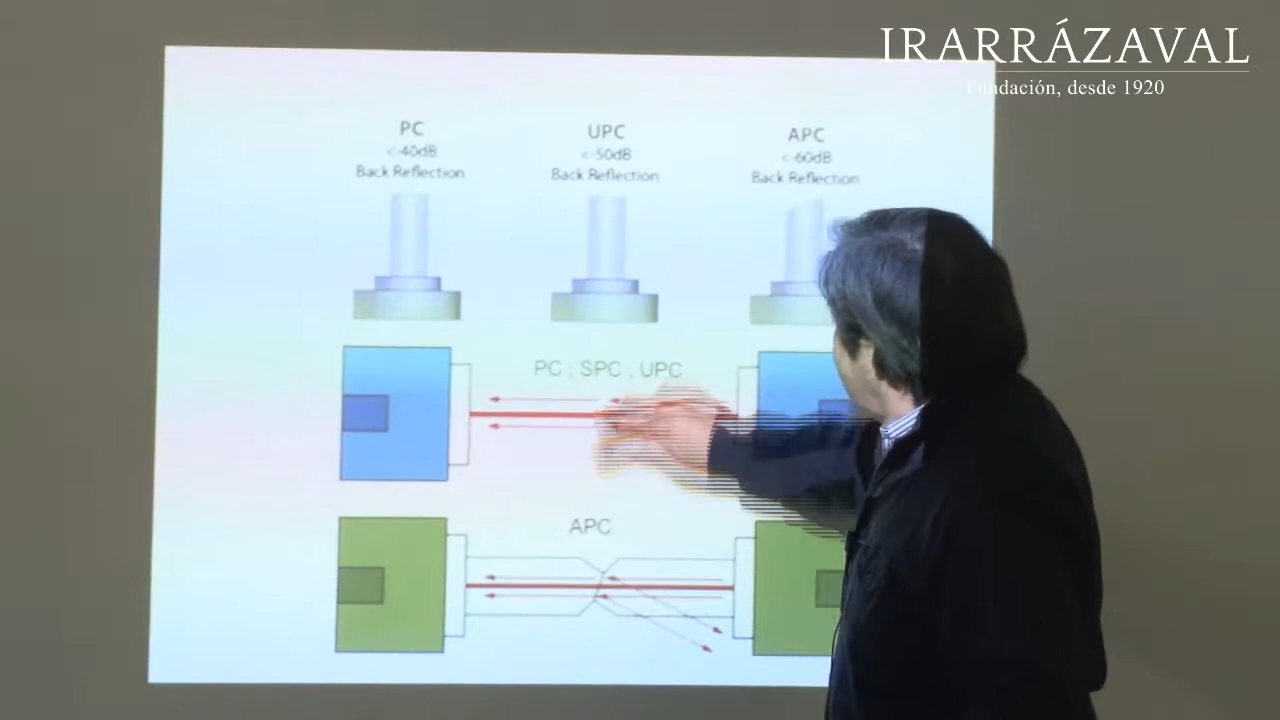 IRARRÁZAVAL
Fundación, desde 1920
PC
<-40dB
Back Reflection
UPC
<-50dB
Back Reflection
APC
<-60dB
Back Reflection
PC ; SPC ; UPC
APC